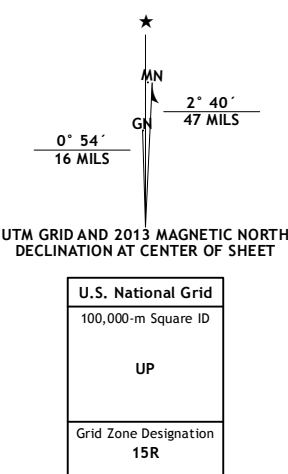 ★
MN
GN
2° 40´
47 MILS
0° 54´
16 MILS
UTM GRID AND 2013 MAGNETIC NORTH
DECLINATION AT CENTER OF SHEET
U.S. National Grid
100,000-m Square ID
UP
Grid Zone Designation
15R